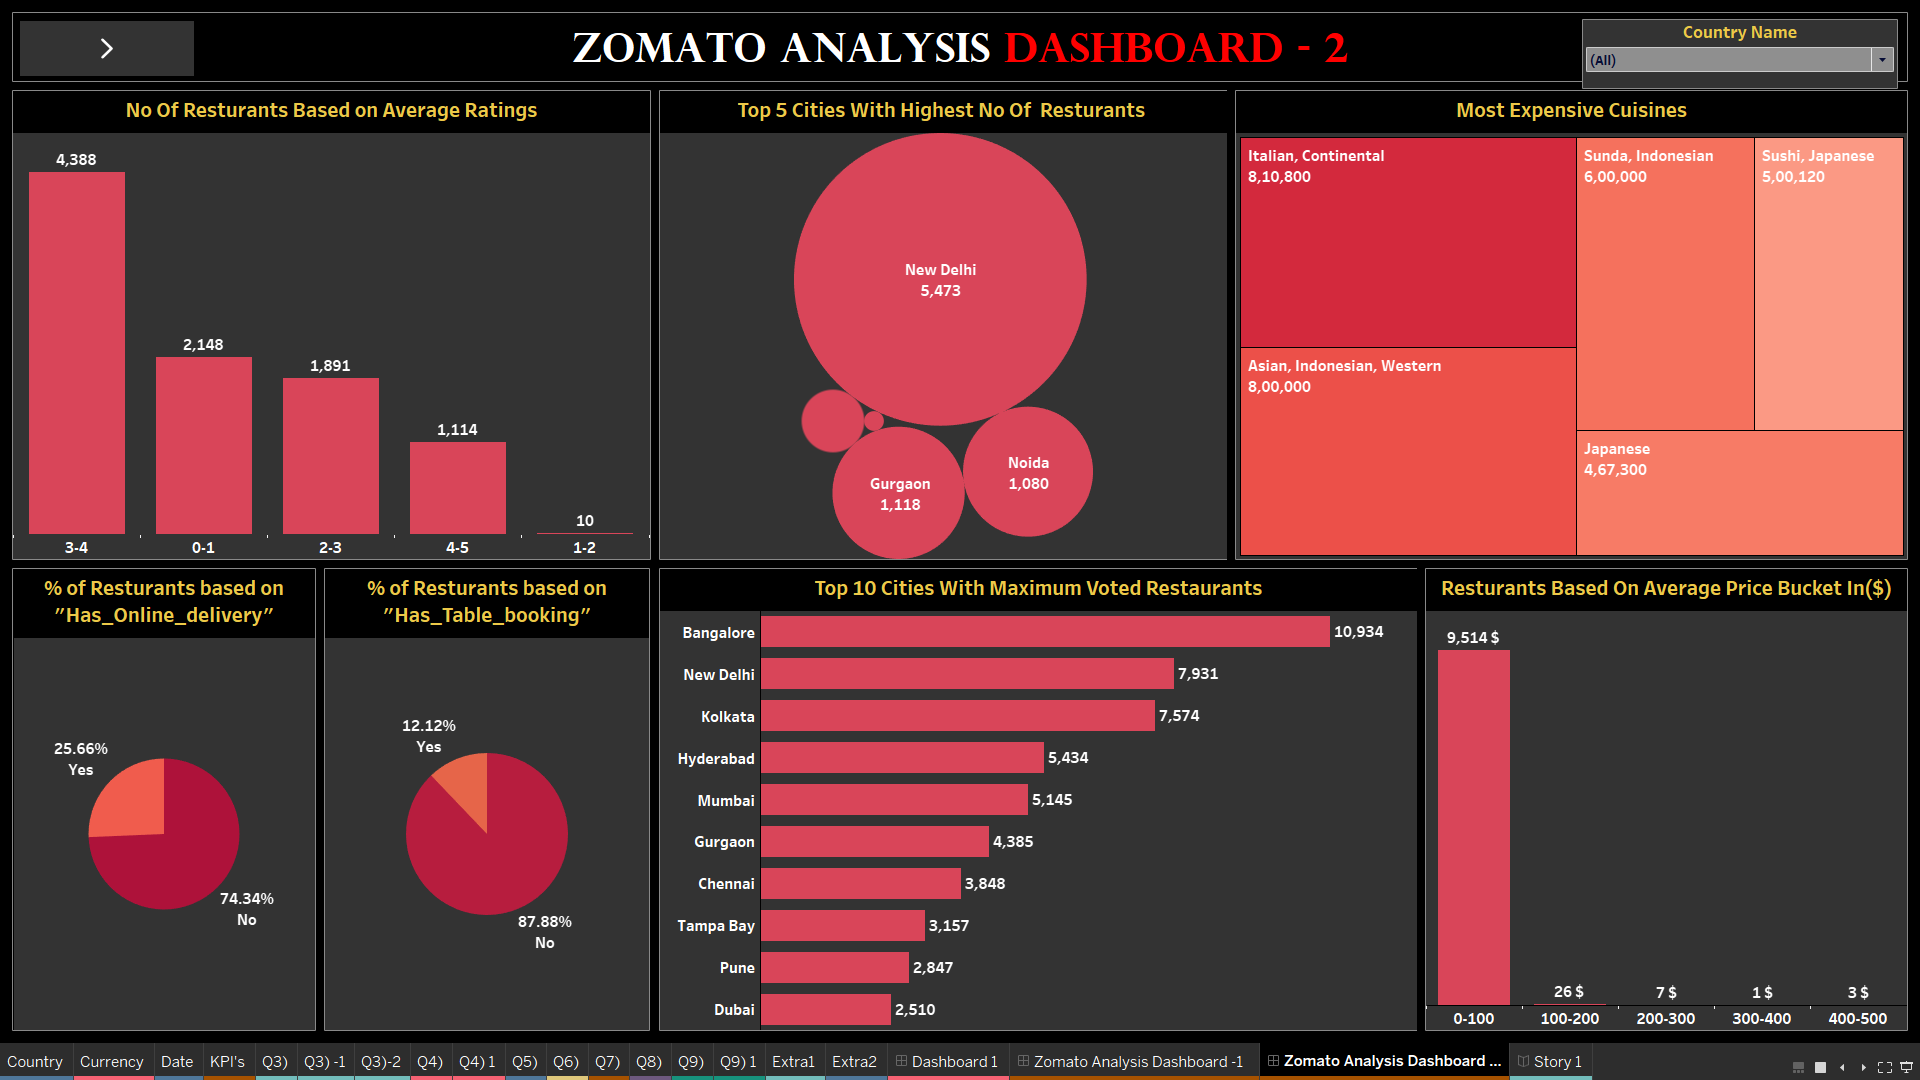 ZOMATO ANALYSIS DASHBOARD - 2
Country Name
(All)
No Of Resturants Based on Average Ratings
4,388
2,148
1,891
1,114
10
3-4
0-1
2-3
4-5
1-2
Top 5 Cities With Highest No Of Resturants
New Delhi
5,473
Noida
1,080
Gurgaon
1,118
Most Expensive Cuisines
Italian, Continental
8,10,800
Sunda, Indonesian
6,00,000
Sushi, Japanese
5,00,120
Asian, Indonesian, Western
8,00,000
Japanese
4,67,300
% of Resturants based on
"Has_Online_delivery"
25.66%
Yes
74.34%
No
% of Resturants based on
"Has_Table_booking"
12.12%
Yes
87.88%
No
Top 10 Cities With Maximum Voted Restaurants
Bangalore 10,934
New Delhi 7,931
Kolkata 7,574
Hyderabad 5,434
Mumbai 5,145
Gurgaon 4,385
Chennai 3,848
Tampa Bay 3,157
Pune 2,847
Dubai 2,510
Resturants Based On Average Price Bucket In($)
9,514 $
26 $
7 $
1 $
3 $
0-100
100-200
200-300
300-400
400-500
Country
Currency
Date
KPI's
Q3)
Q3) -1
Q3)-2
Q4)
Q4) 1
Q5)
Q6)
Q7)
Q8)
Q9)
Q9) 1
Extra1
Extra2
Dashboard 1
Zomato Analysis Dashboard -1
Zomato Analysis Dashboard ...
Story 1